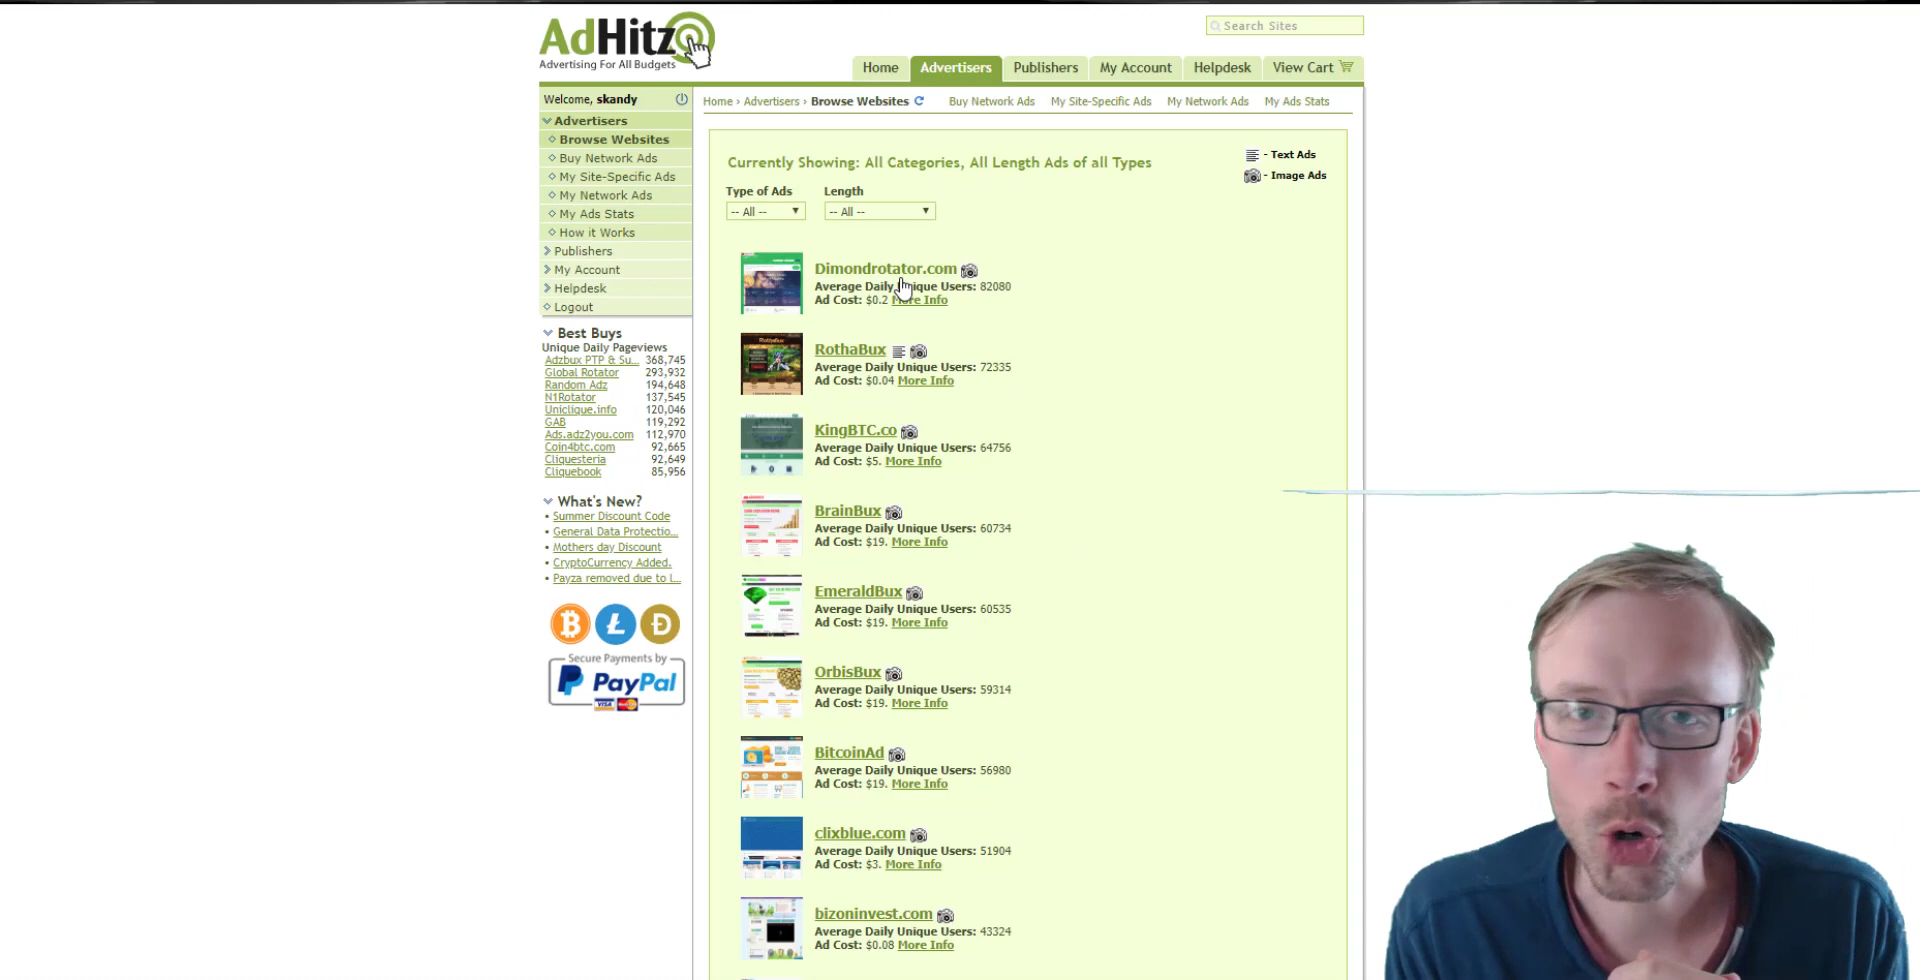 AdHitz
Advertising For All Budgets
Search Sites
Home
Advertisers
Publishers
My Account
Helpdesk
View Cart
Welcome, skandy
Advertisers
Browse Websites
Buy Network Ads
My Site-Specific Ads
My Network Ads
My Ads Stats
How it Works
Publishers
My Account
Helpdesk
Logout
Best Buys
Unique Daily Pageviews
Adzbux PTP & Su... 368,745
Global Rotator 293,932
Random Adz 194,648
N1Rotator 137,545
Uniclique.info 120,046
GAB 119,292
Ads.adz2you.com 112,970
Coin4btc.com 92,665
Cliquesteria 92,649
Cliquebook 85,956
What's New?
• Summer Discount Code
• General Data Protectio...
• Mothers day Discount
• CryptoCurrency Added.
• Payza removed due to l...
Secure Payments by
PayPal
VISA
Home › Advertisers › Browse Websites
Buy Network Ads
My Site-Specific Ads
My Network Ads
My Ads Stats
Currently Showing: All Categories, All Length Ads of all Types
- Text Ads
- Image Ads
Type of Ads
Length
-- All --
-- All --
Dimondrotator.com
Average Daily Unique Users: 82080
Ad Cost: $0.2 More Info
RothaBux
Average Daily Unique Users: 72335
Ad Cost: $0.04 More Info
KingBTC.co
Average Daily Unique Users: 64756
Ad Cost: $5. More Info
BrainBux
Average Daily Unique Users: 60734
Ad Cost: $19. More Info
EmeraldBux
Average Daily Unique Users: 60535
Ad Cost: $19. More Info
OrbisBux
Average Daily Unique Users: 59314
Ad Cost: $19. More Info
BitcoinAd
Average Daily Unique Users: 56980
Ad Cost: $19. More Info
clixblue.com
Average Daily Unique Users: 51904
Ad Cost: $3. More Info
bizoninvest.com
Average Daily Unique Users: 43324
Ad Cost: $0.08 More Info